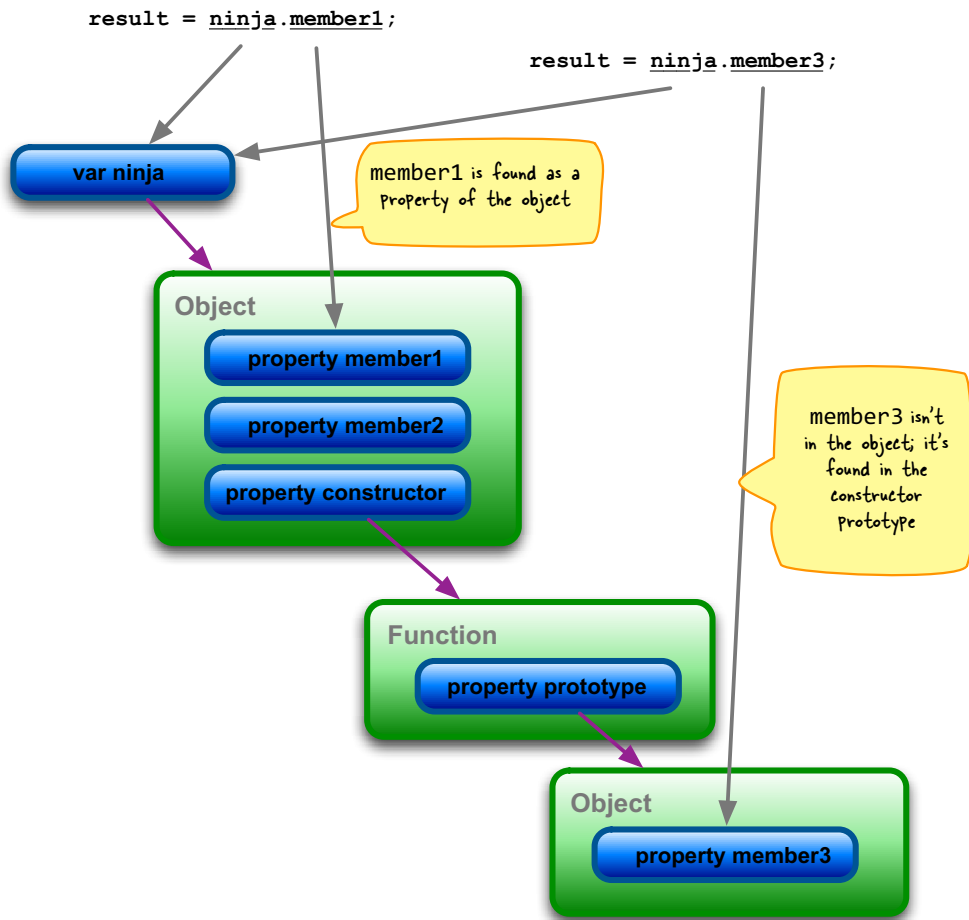 result = ninja.member1;
result = ninja.member3;
var ninja
member1 is found as a
property of the object
Object
property member1
property member2
property constructor
member3 isn't
in the object; it's
found in the
constructor
prototype
Function
property prototype
Object
property member3